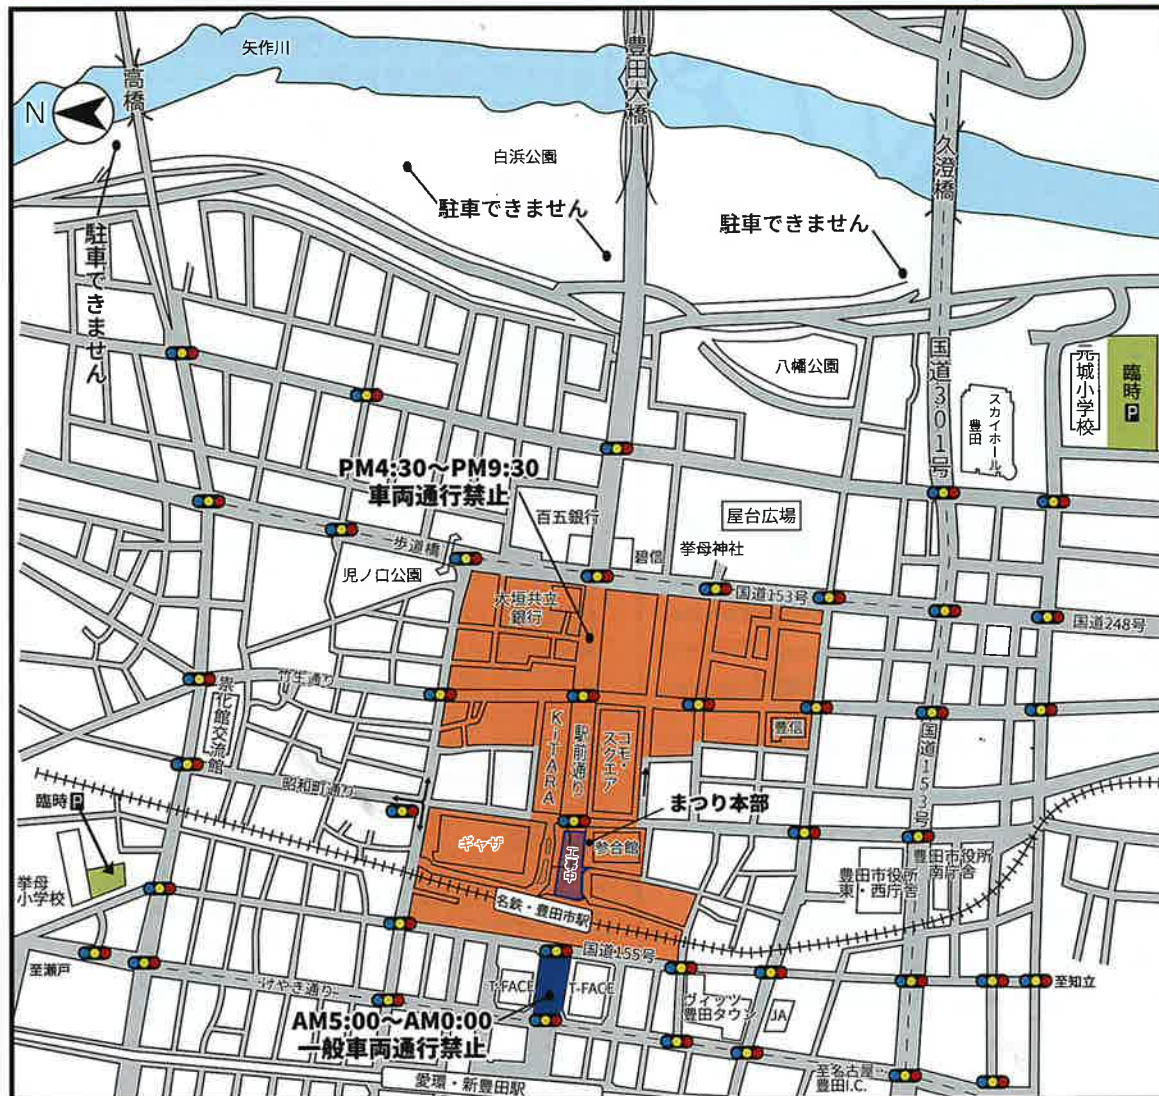 矢作川
高橋
N
豊田大橋
久澄橋
白浜公園
駐車できません
駐車できません
駐車できません
国道301号
八幡公園
スカイホール
豊田
元城小学校
臨時P
PM4:30〜PM9:30
車両通行禁止
百五銀行
屋台広場
歩道橋
碧信
挙母神社
児ノ口公園
大垣共立
銀行
国道153号
国道248号
竹生通り
崇化館交流館
KiTARA
駅前通り
コモ・
スクエア
豊信
国道153号
昭和町通り
臨時P
まつり本部
ギャザ
工事中
参合館
挙母
小学校
豊田市役所
東・西庁舎
豊田市役所
南庁舎
名鉄・豊田市駅
国道155号
至瀬戸
けやき通り
T-FACE
T-FACE
ヴィッツ
豊田タウン
JA
至知立
AM5:00〜AM0:00
一般車両通行禁止
愛環・新豊田駅
至名古屋
豊田I.C.